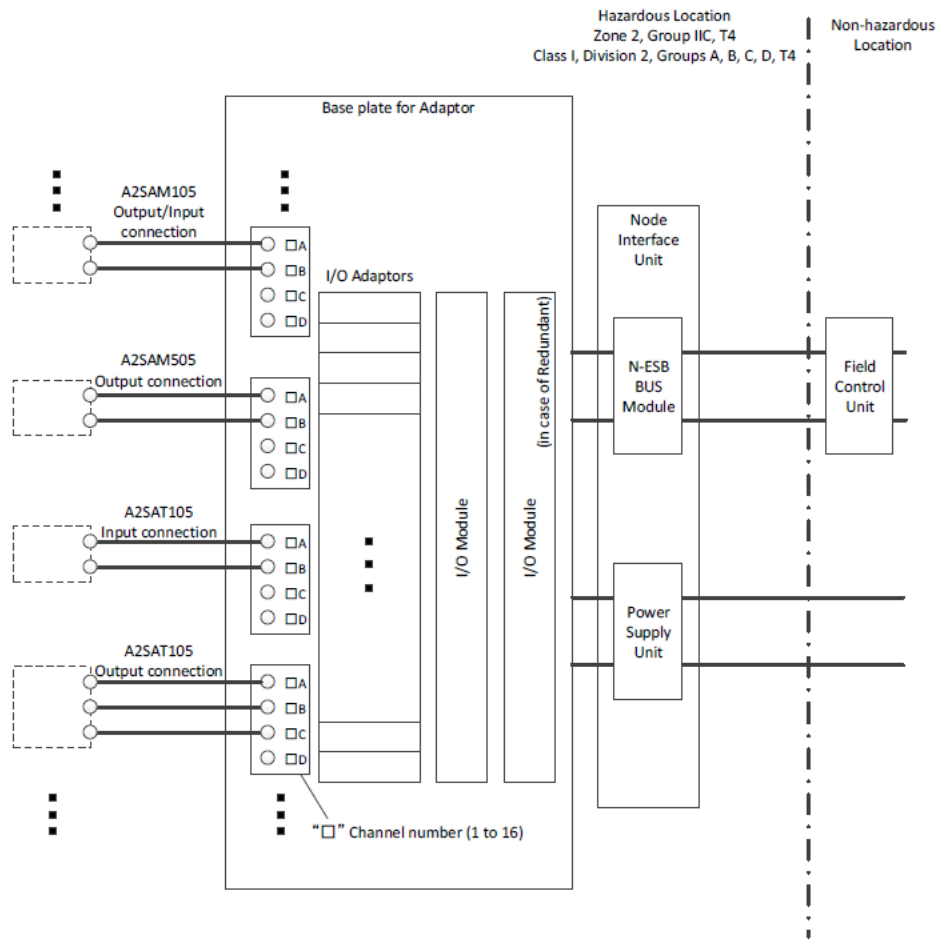 Hazardous Location
Zone 2, Group IIC, T4
Class I, Division 2, Groups A, B, C, D, T4
Non-hazardous
Location
Base plate for Adaptor
A2SAM105
Output/Input
connection
□A
□B
□C
□D
I/O Adaptors
A2SAM505
Output connection
□A
□B
□C
□D
A2SAT105
Input connection
□A
□B
□C
□D
A2SAT105
Output connection
□A
□B
□C
□D
"□" Channel number (1 to 16)
I/O Module
I/O Module
(in case of Redundant)
Node
Interface
Unit
N-ESB
BUS
Module
Power
Supply
Unit
Field
Control
Unit